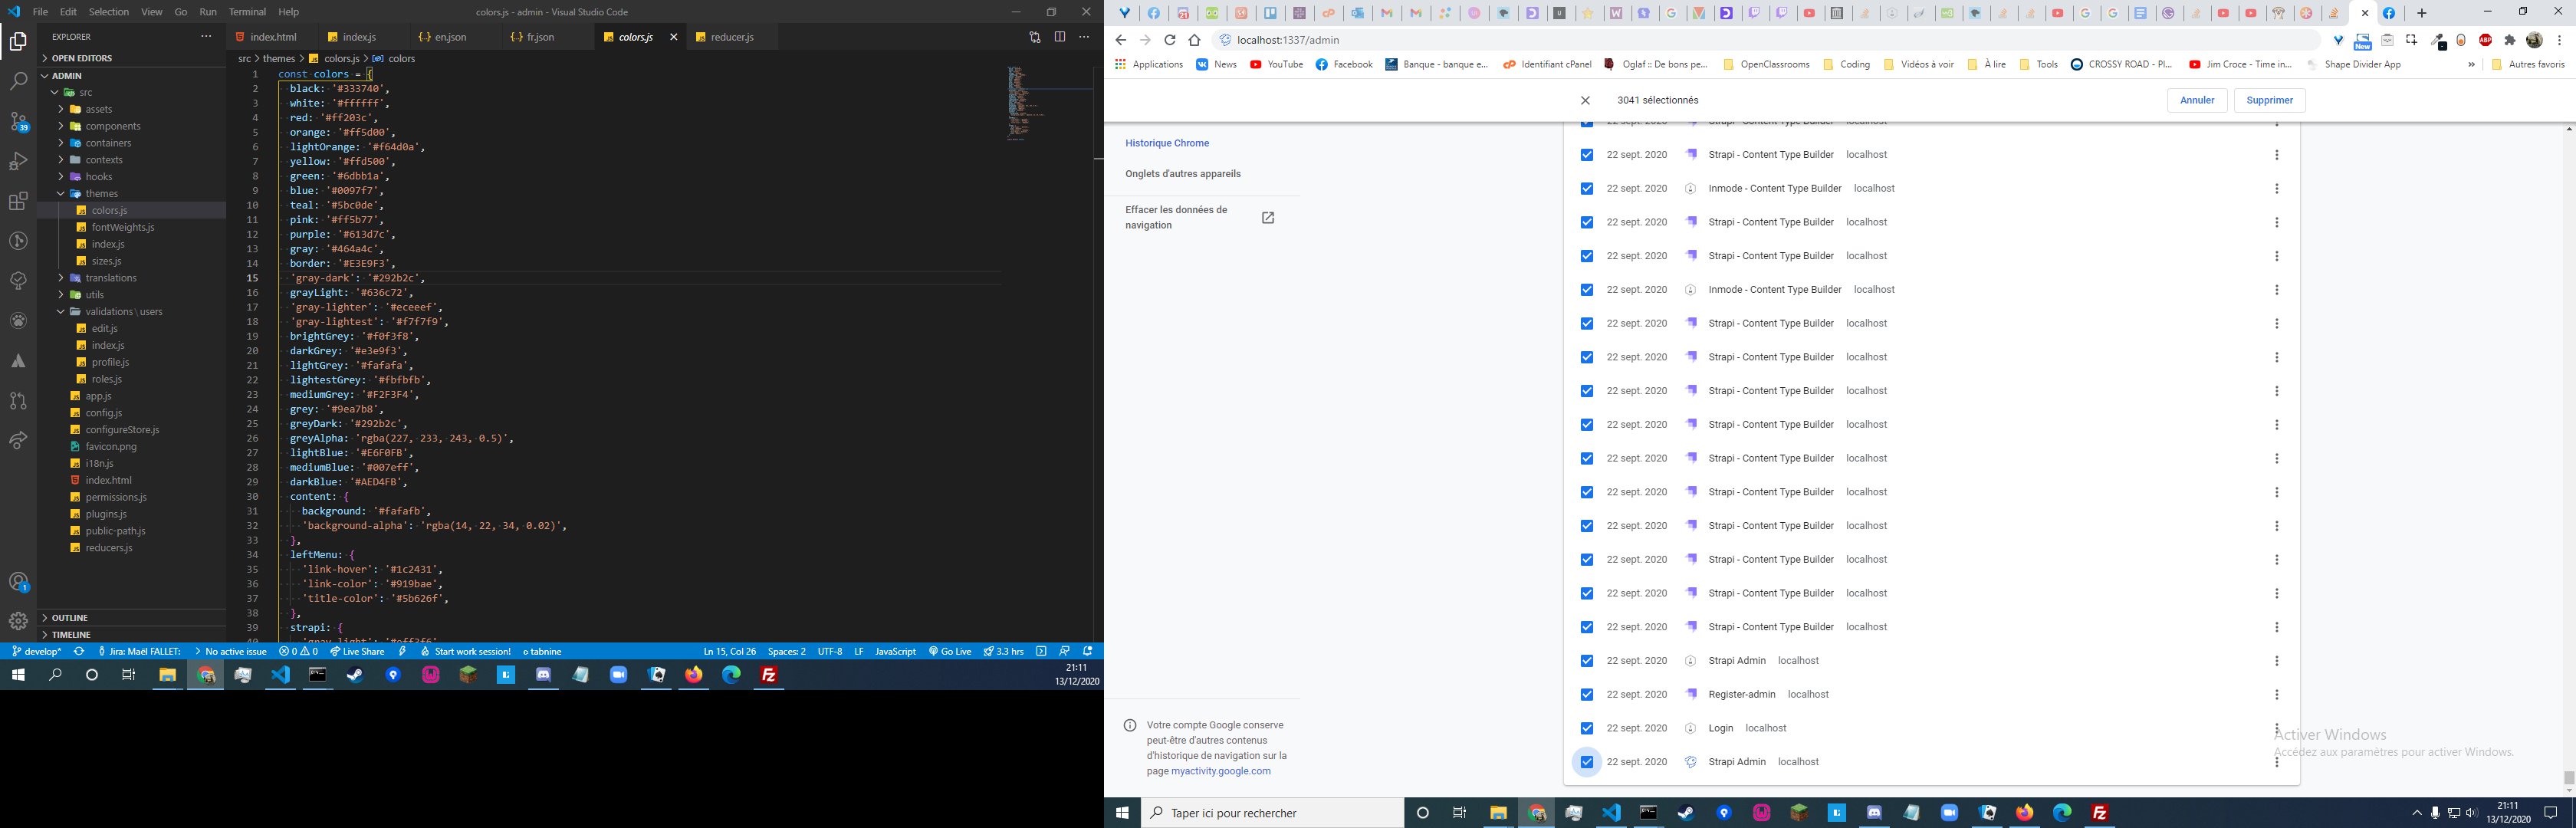 File Edit Selection View Go Run Terminal Help
colors.js - admin - Visual Studio Code
EXPLORER
OPEN EDITORS
ADMIN
src
assets
components
containers
contexts
hooks
themes
colors.js
fontWeights.js
index.js
sizes.js
translations
utils
validations \ users
edit.js
index.js
profile.js
roles.js
app.js
config.js
configureStore.js
favicon.png
i18n.js
index.html
permissions.js
plugins.js
public-path.js
reducers.js
OUTLINE
TIMELINE
39
1
index.html index.js en.json fr.json colors.js reducer.js
src > themes > colors.js > colors
1 const colors = {
2 black: '#333740',
3 white: '#ffffff',
4 red: '#ff203c',
5 orange: '#ff5d00',
6 lightOrange: '#f64d0a',
7 yellow: '#ffd500',
8 green: '#6dbb1a',
9 blue: '#0097f7',
10 teal: '#5bc0de',
11 pink: '#ff5b77',
12 purple: '#613d7c',
13 gray: '#464a4c',
14 border: '#E3E9F3',
15 'gray-dark': '#292b2c',
16 grayLight: '#636c72',
17 'gray-lighter': '#eceeef',
18 'gray-lightest': '#f7f7f9',
19 brightGrey: '#f0f3f8',
20 darkGrey: '#e3e9f3',
21 lightGrey: '#fafafa',
22 lightestGrey: '#fbfbfb',
23 mediumGrey: '#F2F3F4',
24 grey: '#9ea7b8',
25 greyDark: '#292b2c',
26 greyAlpha: 'rgba(227, 233, 243, 0.5)',
27 lightBlue: '#E6F0FB',
28 mediumBlue: '#007eff',
29 darkBlue: '#AED4FB',
30 content: {
31 background: '#fafafb',
32 'background-alpha': 'rgba(14, 22, 34, 0.02)',
33 },
34 leftMenu: {
35 'link-hover': '#1c2431',
36 'link-color': '#919bae',
37 'title-color': '#5b626f',
38 },
39 strapi: {
develop* Jira: Maël FALLET: No active issue 0 0 Live Share Start work session! tabnine
Ln 15, Col 26 Spaces: 2 UTF-8 LF JavaScript Go Live 3.3 hrs
21:11
13/12/2020
localhost:1337/admin
Applications News YouTube Facebook Banque - banque e... Identifiant cPanel Oglaf :: De bons pe... OpenClassrooms Coding Vidéos à voir À lire Tools CROSSY ROAD - Pl... Jim Croce - Time in... Shape Divider App » Autres favoris
New
ABP
3041 sélectionnés
Annuler Supprimer
Historique Chrome
Onglets d'autres appareils
Effacer les données de
navigation
22 sept. 2020 Strapi - Content Type Builder localhost
22 sept. 2020 Strapi - Content Type Builder localhost
22 sept. 2020 Inmode - Content Type Builder localhost
22 sept. 2020 Strapi - Content Type Builder localhost
22 sept. 2020 Strapi - Content Type Builder localhost
22 sept. 2020 Inmode - Content Type Builder localhost
22 sept. 2020 Strapi - Content Type Builder localhost
22 sept. 2020 Strapi - Content Type Builder localhost
22 sept. 2020 Strapi - Content Type Builder localhost
22 sept. 2020 Strapi - Content Type Builder localhost
22 sept. 2020 Strapi - Content Type Builder localhost
22 sept. 2020 Strapi - Content Type Builder localhost
22 sept. 2020 Strapi - Content Type Builder localhost
22 sept. 2020 Strapi - Content Type Builder localhost
22 sept. 2020 Strapi - Content Type Builder localhost
22 sept. 2020 Strapi - Content Type Builder localhost
22 sept. 2020 Strapi Admin localhost
22 sept. 2020 Register-admin localhost
22 sept. 2020 Login localhost
22 sept. 2020 Strapi Admin localhost
Votre compte Google conserve
peut-être d'autres contenus
d'historique de navigation sur la
page myactivity.google.com
Activer Windows
Accédez aux paramètres pour activer Windows.
Taper ici pour rechercher
21:11
13/12/2020